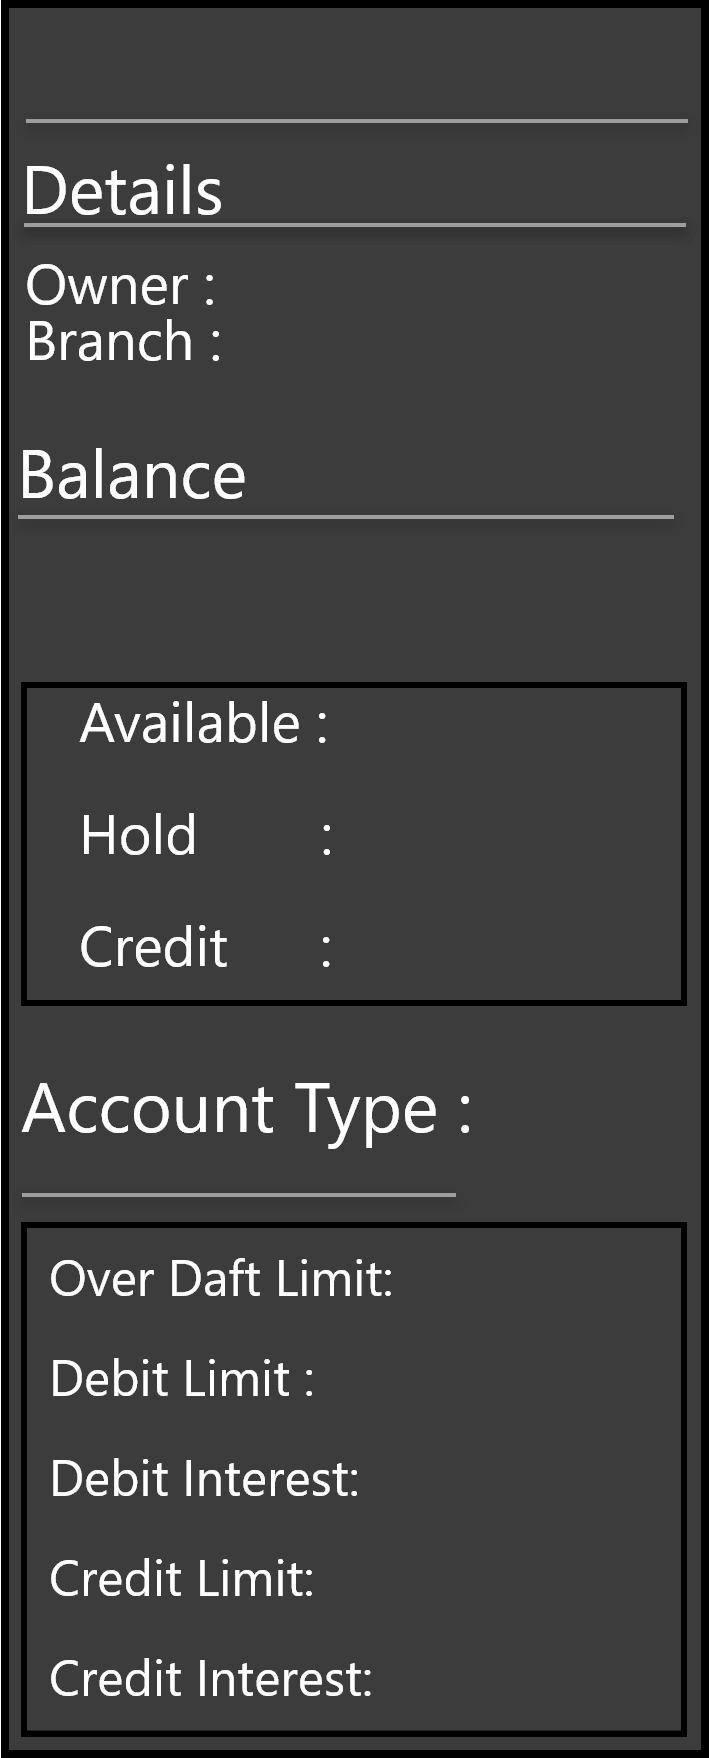 Details
Owner :
Branch :
Balance
Available :
Hold :
Credit :
Account Type :
Over Daft Limit:
Debit Limit :
Debit Interest:
Credit Limit:
Credit Interest: